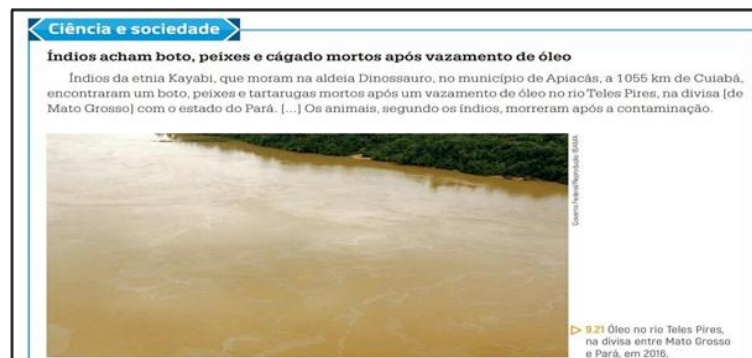 Ciência e sociedade
Índios acham boto, peixes e cágado mortos após vazamento de óleo
Índios da etnia Kayabi, que moram na aldeia Dinossauro, no município de Apiacás, a 1055 km de Cuiabá,
encontraram um boto, peixes e tartarugas mortos após um vazamento de óleo no rio Teles Pires, na divisa [de
Mato Grosso] com o estado do Pará. [...] Os animais, segundo os índios, morreram após a contaminação.
Governo Federal/Reprodução IBAMA
9.21 Óleo no rio Teles Pires,
na divisa entre Mato Grosso
e Pará, em 2016.